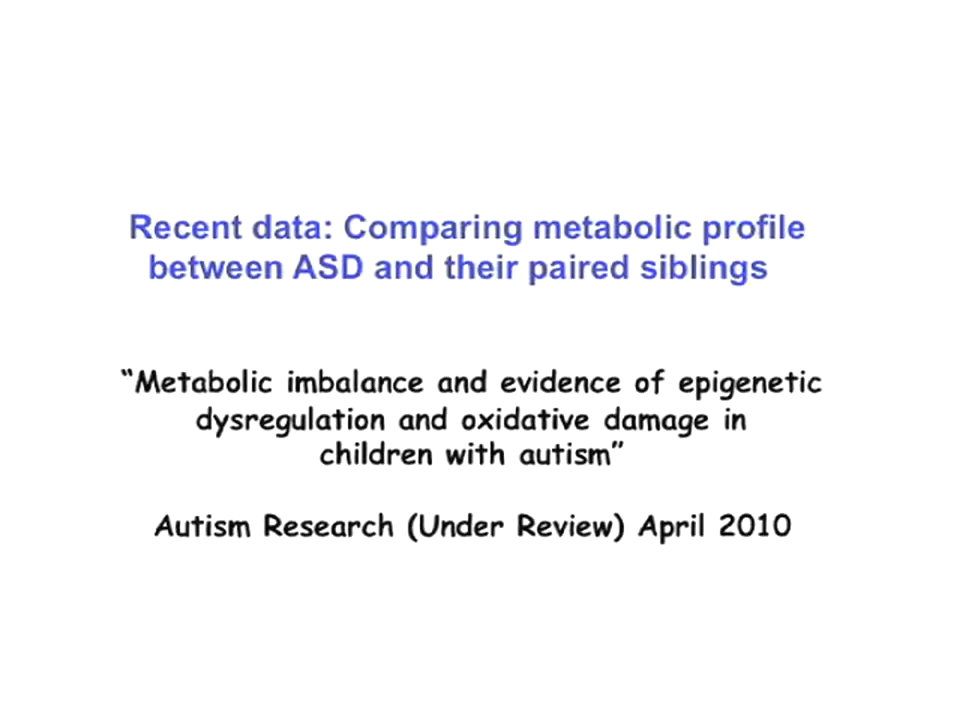 Recent data: Comparing metabolic profile
between ASD and their paired siblings
“Metabolic imbalance and evidence of epigenetic
dysregulation and oxidative damage in
children with autism”
Autism Research (Under Review) April 2010